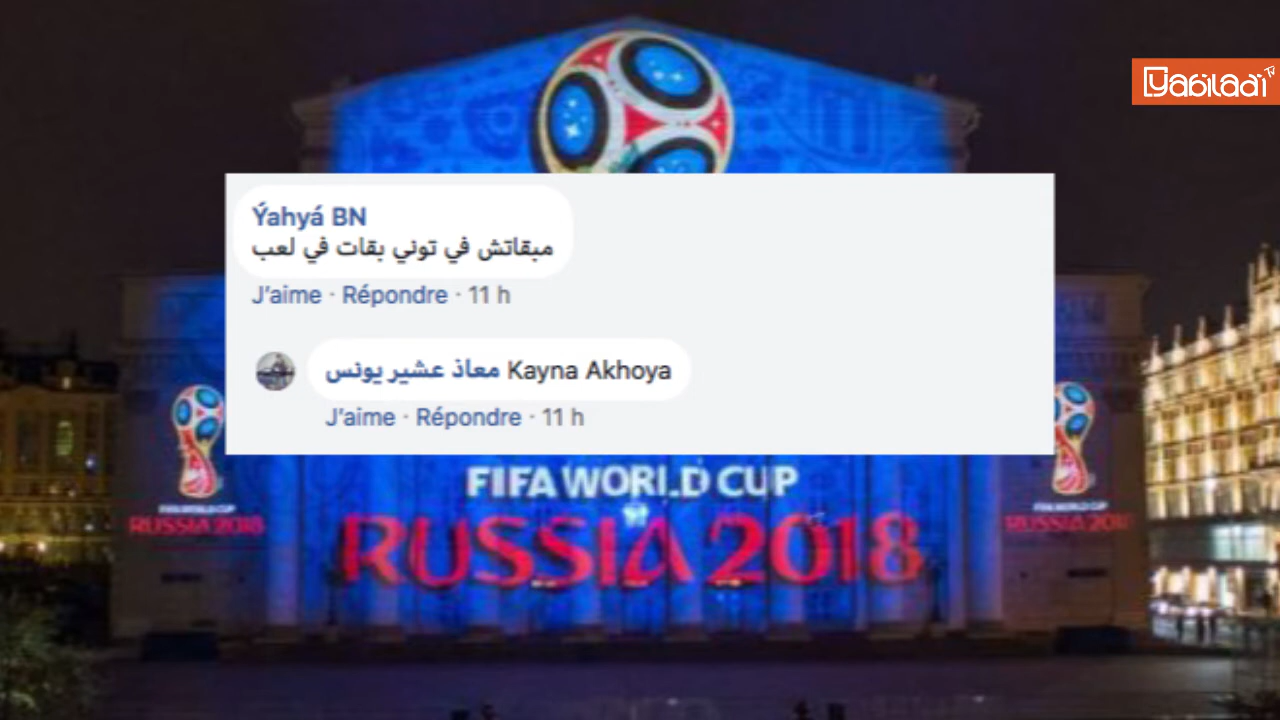 Yabiladi TV
Ýahyá BN
مبقاتش في توني بقات في لعب
J'aime · Répondre · 11 h
معاذ عشير يونس Kayna Akhoya
J'aime · Répondre · 11 h
FIFA WORLD CUP
RUSSIA 2018
FIFA WORLD CUP
RUSSIA 2018
FIFA WORLD CUP
RUSSIA 2018